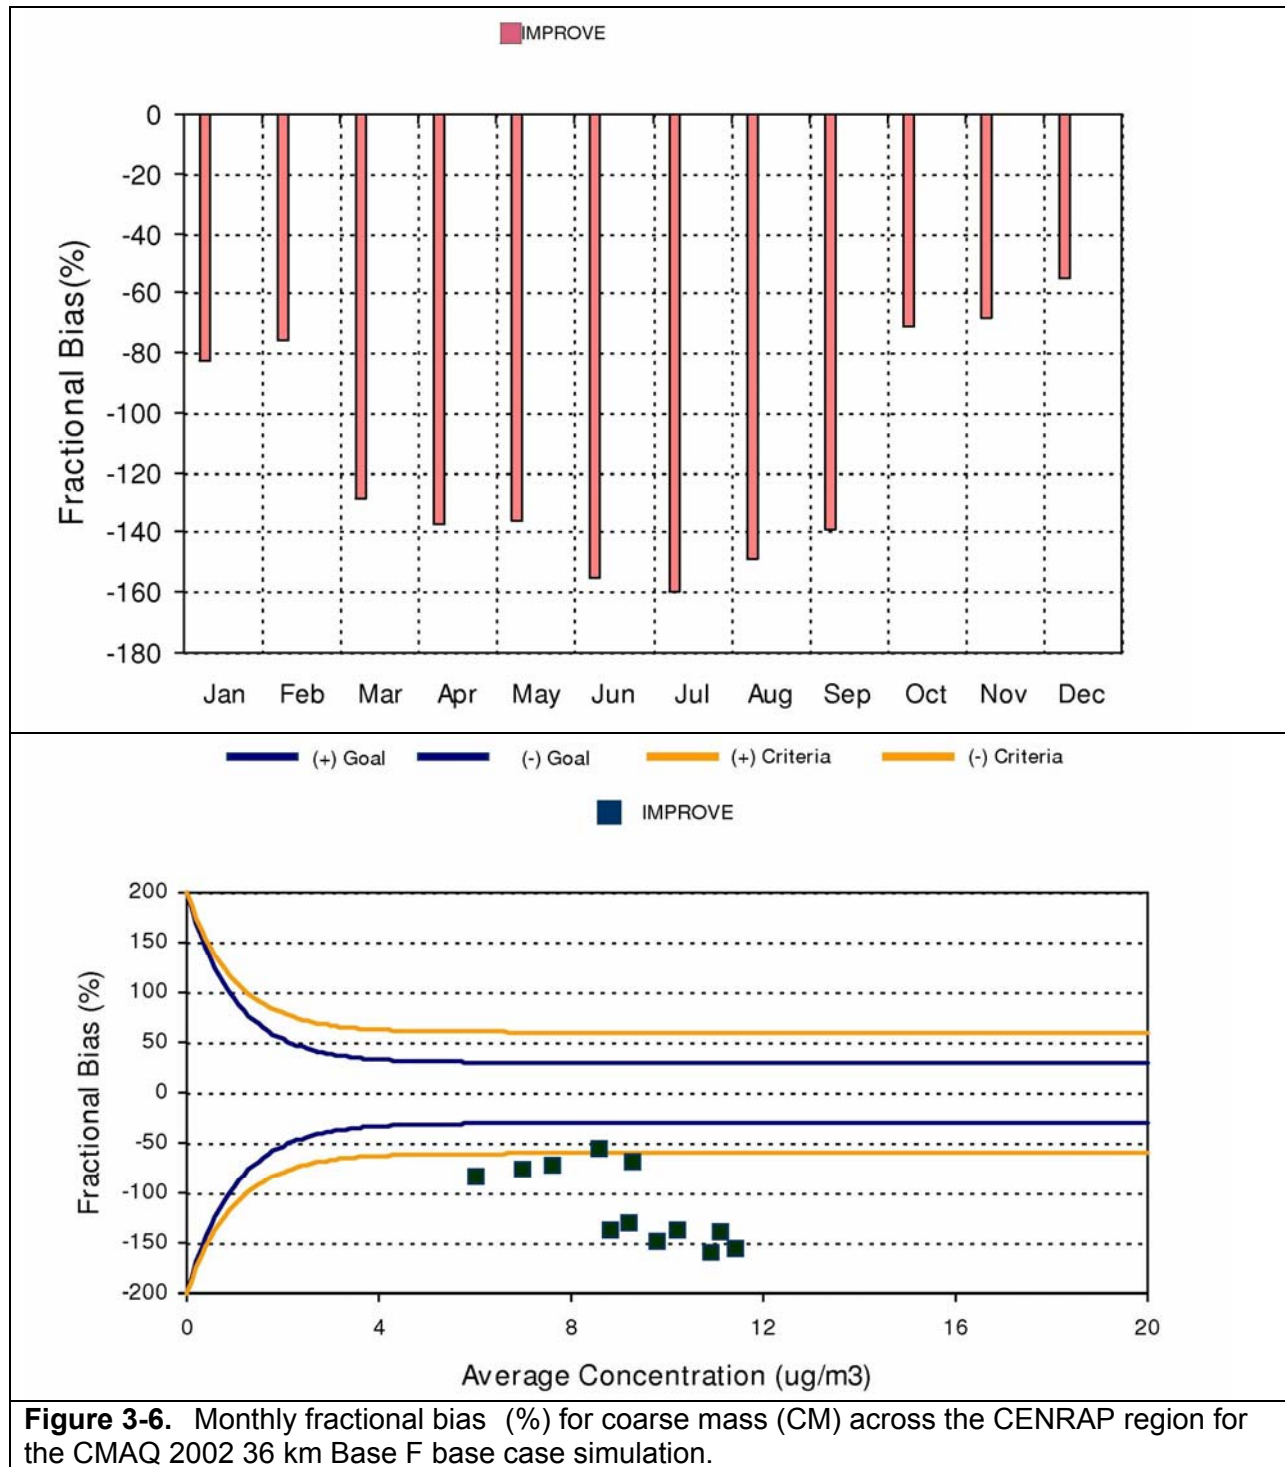 IMPROVE
Fractional Bias(%)
0
-20
-40
-60
-80
-100
-120
-140
-160
-180
Jan Feb Mar Apr May Jun Jul Aug Sep Oct Nov Dec
(+) Goal (-) Goal (+) Criteria (-) Criteria
IMPROVE
Fractional Bias (%)
200
150
100
50
0
-50
-100
-150
-200
0 4 8 12 16 20
Average Concentration (ug/m3)
Figure 3-6. Monthly fractional bias (%) for coarse mass (CM) across the CENRAP region for
the CMAQ 2002 36 km Base F base case simulation.